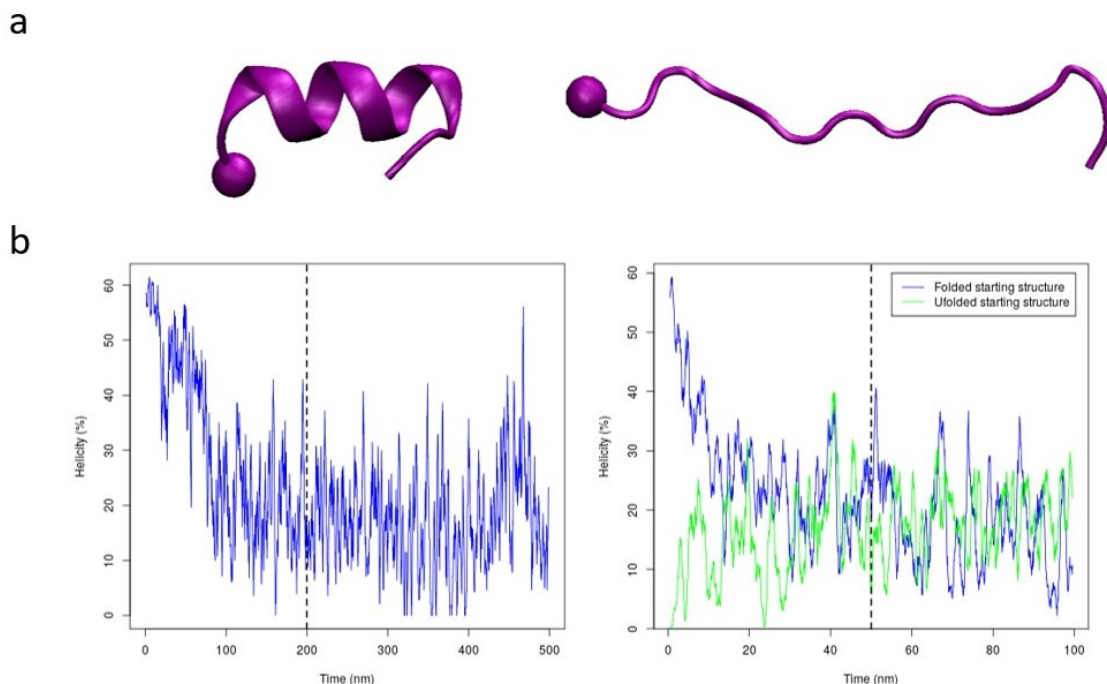 a
b
60
50
40
30
20
10
0
Helicity (%)
0 100 200 300 400 500
Time (nm)
60
50
40
30
20
10
0
Helicity (%)
Folded starting structure
Ufolded starting structure
0 20 40 60 80 100
Time (nm)